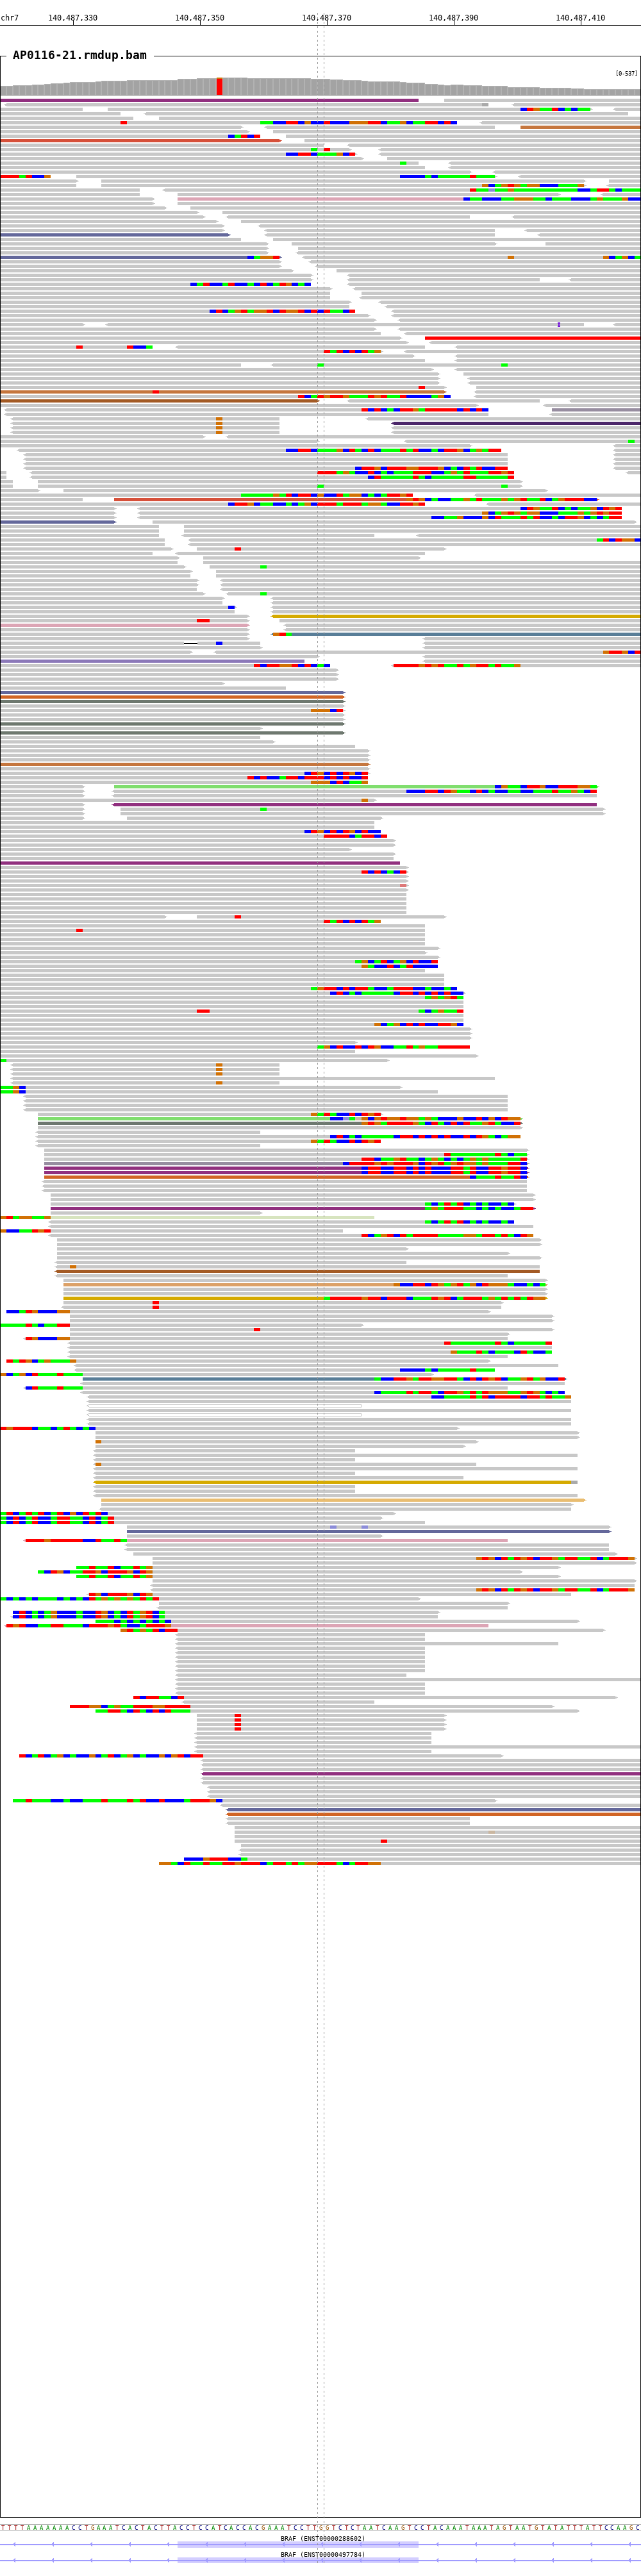 chr7 140.487,330 140.487,350 140.487,370 140.487,390 140.487,410
AP0116-21.rmdup.bam
[0-537]
TTTTAAAAAAACCTGAAATCACTACTTACCTCCATCACCACGAAATCCTTGGTCTCTAATCAAGTCCTACAAATAAATAGTAATGTATATTTATTCCAAGC
BRAF (ENST00000288602)
BRAF (ENST00000497784)